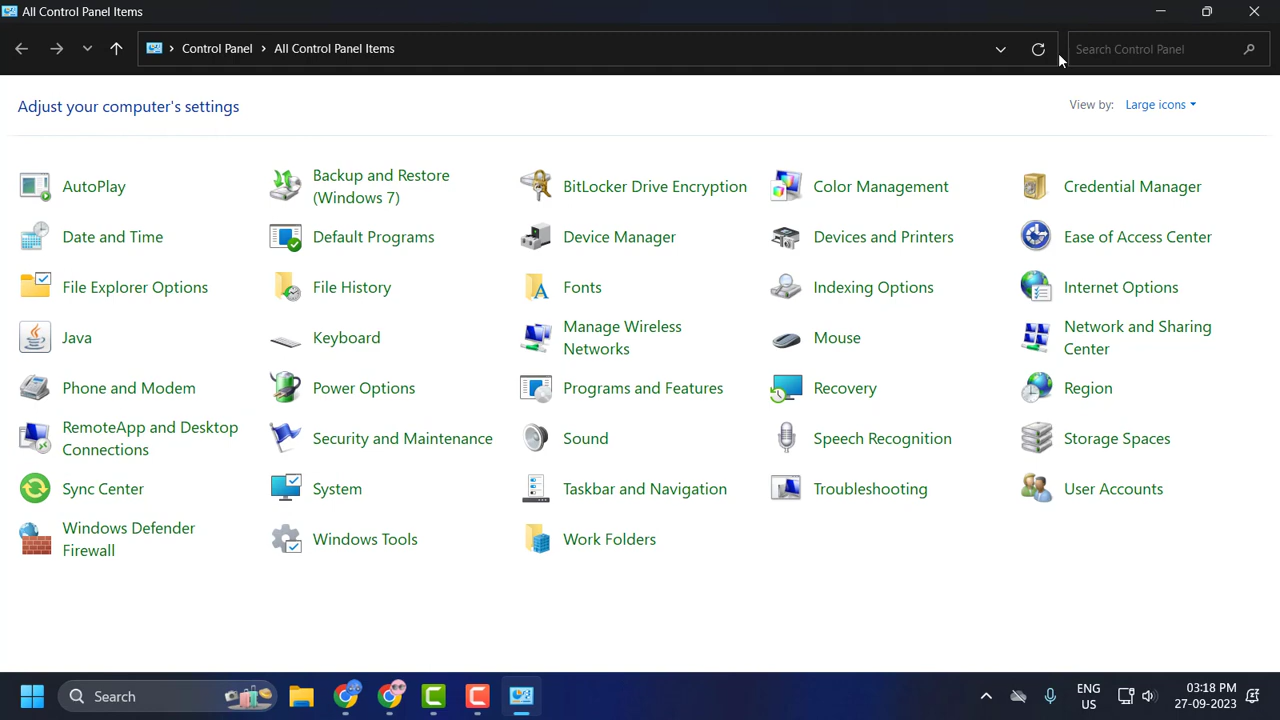 All Control Panel Items
Control Panel
All Control Panel Items
Search Control Panel
Adjust your computer's settings
View by:
Large icons
AutoPlay
Backup and Restore
(Windows 7)
BitLocker Drive Encryption
Color Management
Credential Manager
Date and Time
Default Programs
Device Manager
Devices and Printers
Ease of Access Center
File Explorer Options
File History
Fonts
Indexing Options
Internet Options
Java
Keyboard
Manage Wireless
Networks
Mouse
Network and Sharing
Center
Phone and Modem
Power Options
Programs and Features
Recovery
Region
RemoteApp and Desktop
Connections
Security and Maintenance
Sound
Speech Recognition
Storage Spaces
Sync Center
System
Taskbar and Navigation
Troubleshooting
User Accounts
Windows Defender
Firewall
Windows Tools
Work Folders
Search
ENG
US
03:18 PM
27-09-2023